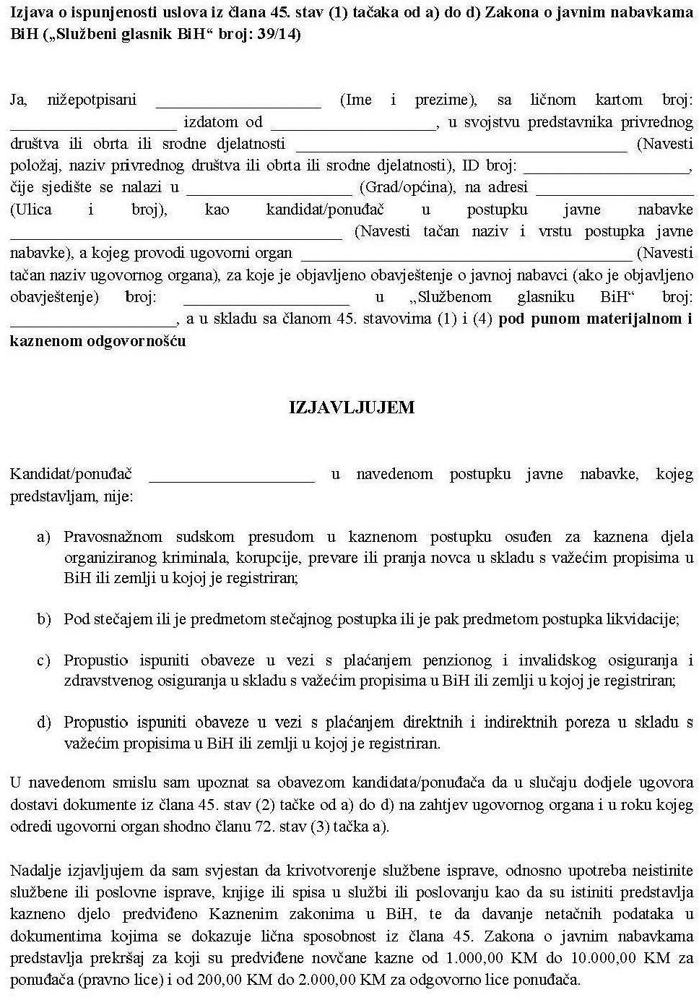 Izjava o ispunjenosti uslova iz člana 45. stav (1) tačaka od a) do d) Zakona o javnim nabavkama
BiH („Službeni glasnik BiH“ broj: 39/14)
Ja, nižepotpisani _____________________ (Ime i prezime), sa ličnom kartom broj:
_____________________ izdatom od _____________________, u svojstvu predstavnika privrednog
društva ili obrta ili srodne djelatnosti __________________________________________ (Navesti
položaj, naziv privrednog društva ili obrta ili srodne djelatnosti), ID broj: _____________________,
čije sjedište se nalazi u _____________________ (Grad/općina), na adresi ____________________
(Ulica i broj), kao kandidat/ponuđač u postupku javne nabavke
__________________________________________ (Navesti tačan naziv i vrstu postupka javne
nabavke), a kojeg provodi ugovorni organ __________________________________________ (Navesti
tačan naziv ugovornog organa), za koje je objavljeno obavještenje o javnoj nabavci (ako je objavljeno
obavještenje) broj: _____________________ u „Službenom glasniku BiH“ broj:
_____________________, a u skladu sa članom 45. stavovima (1) i (4) pod punom materijalnom i
kaznenom odgovornošću
IZJAVLJUJEM
Kandidat/ponuđač _____________________ u navedenom postupku javne nabavke, kojeg
predstavljam, nije:
a) Pravosnažnom sudskom presudom u kaznenom postupku osuđen za kaznena djela
organiziranog kriminala, korupcije, prevare ili pranja novca u skladu s važećim propisima u
BiH ili zemlji u kojoj je registriran;
b) Pod stečajem ili je predmetom stečajnog postupka ili je pak predmetom postupka likvidacije;
c) Propustio ispuniti obaveze u vezi s plaćanjem penzionog i invalidskog osiguranja i
zdravstvenog osiguranja u skladu s važećim propisima u BiH ili zemlji u kojoj je registriran;
d) Propustio ispuniti obaveze u vezi s plaćanjem direktnih i indirektnih poreza u skladu s
važećim propisima u BiH ili zemlji u kojoj je registriran.
U navedenom smislu sam upoznat sa obavezom kandidata/ponuđača da u slučaju dodjele ugovora
dostavi dokumente iz člana 45. stav (2) tačke od a) do d) na zahtjev ugovornog organa i u roku kojeg
odredi ugovorni organ shodno članu 72. stav (3) tačka a).
Nadalje izjavljujem da sam svjestan da krivotvorenje službene isprave, odnosno upotreba neistinite
službene ili poslovne isprave, knjige ili spisa u službi ili poslovanju kao da su istiniti predstavlja
kazneno djelo predviđeno Kaznenim zakonima u BiH, te da davanje netačnih podataka u
dokumentima kojima se dokazuje lična sposobnost iz člana 45. Zakona o javnim nabavkama
predstavlja prekršaj za koji su predviđene novčane kazne od 1.000,00 KM do 10.000,00 KM za
ponuđača (pravno lice) i od 200,00 KM do 2.000,00 KM za odgovorno lice ponuđača.